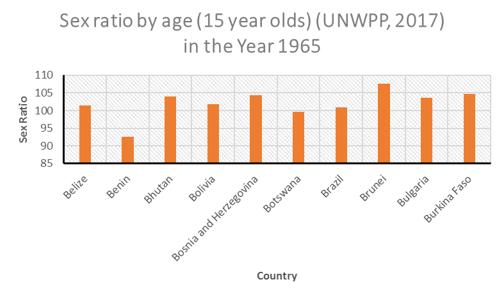 Sex ratio by age (15 year olds) (UNWPP, 2017)
in the Year 1965
110
105
100
95
90
85
Sex Ratio
Belize
Benin
Bhutan
Bolivia
Bosnia and Herzegovina
Botswana
Brazil
Brunei
Bulgaria
Burkina Faso
Country